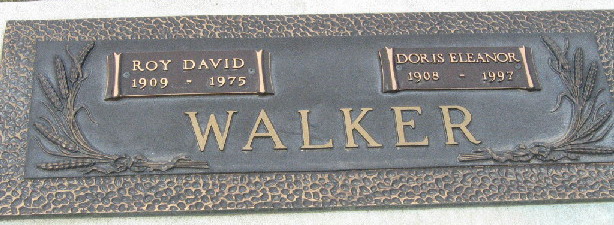 ROY DAVID
1909 - 1975
DORIS ELEANOR
1908 - 1997
WALKER